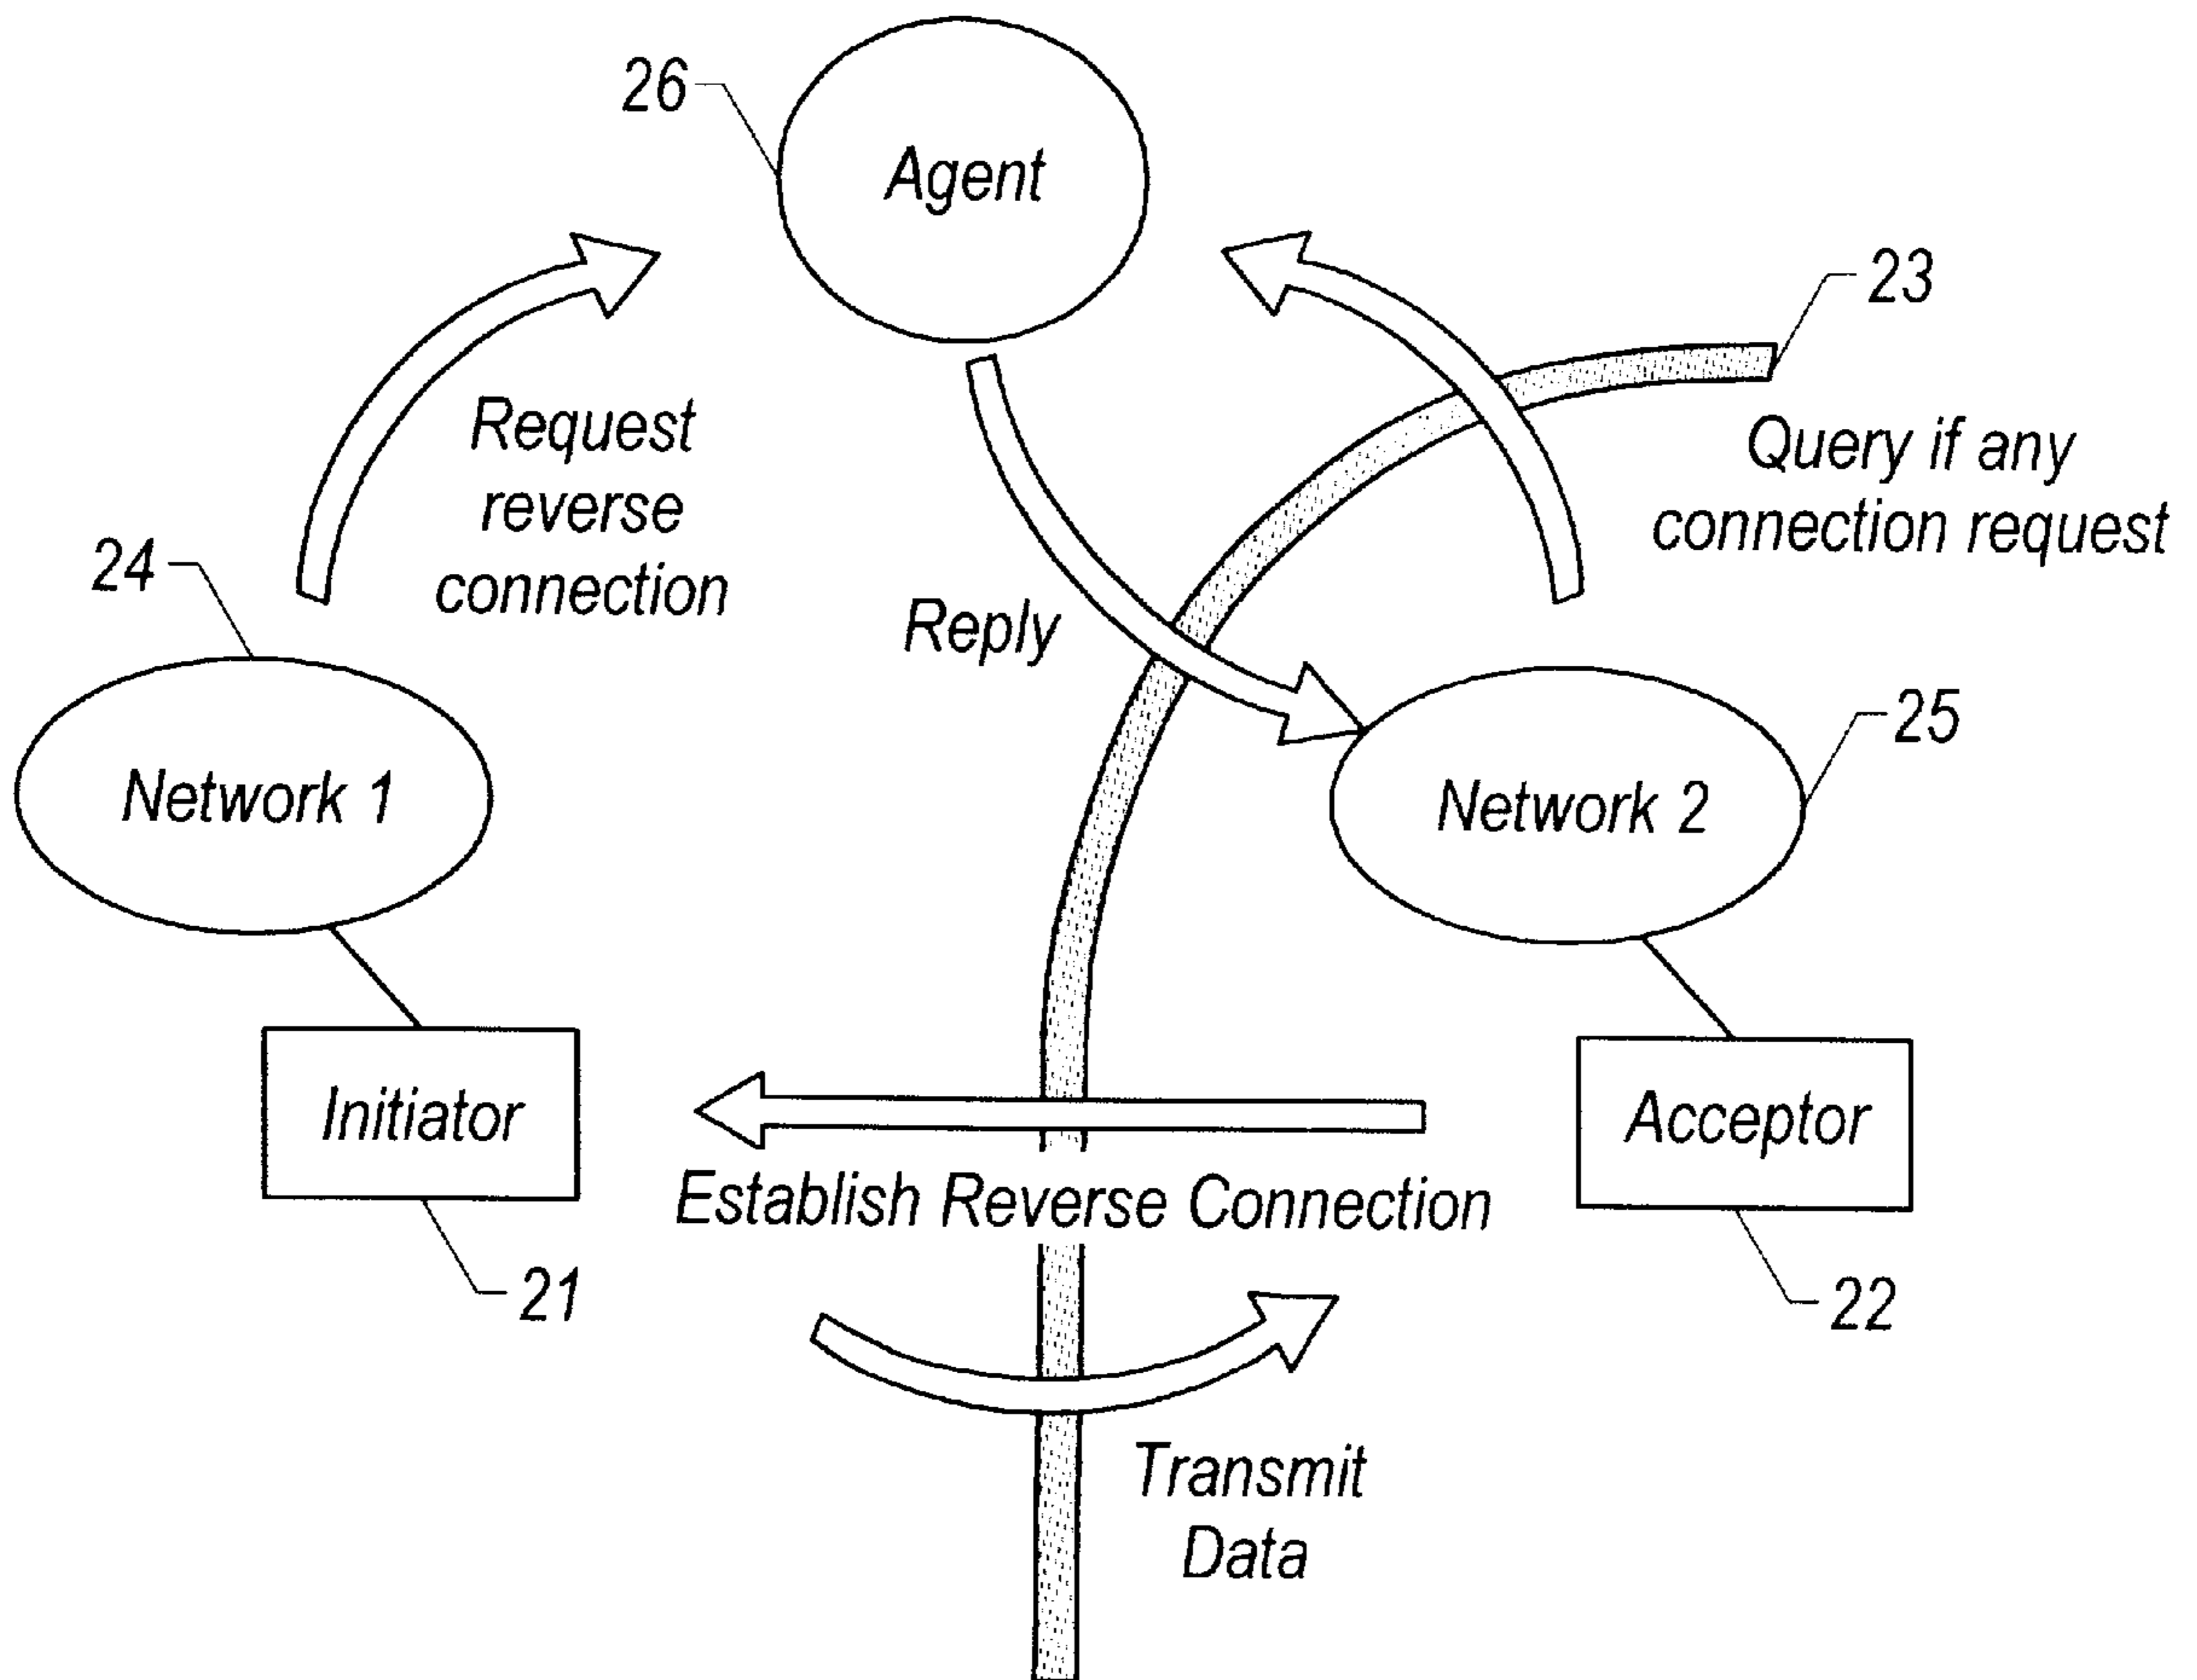 26
Agent
23
Request
reverse
connection
Query if any
connection request
24
Reply
25
Network 1
Network 2
Initiator
Acceptor
Establish Reverse Connection
21
22
Transmit
Data